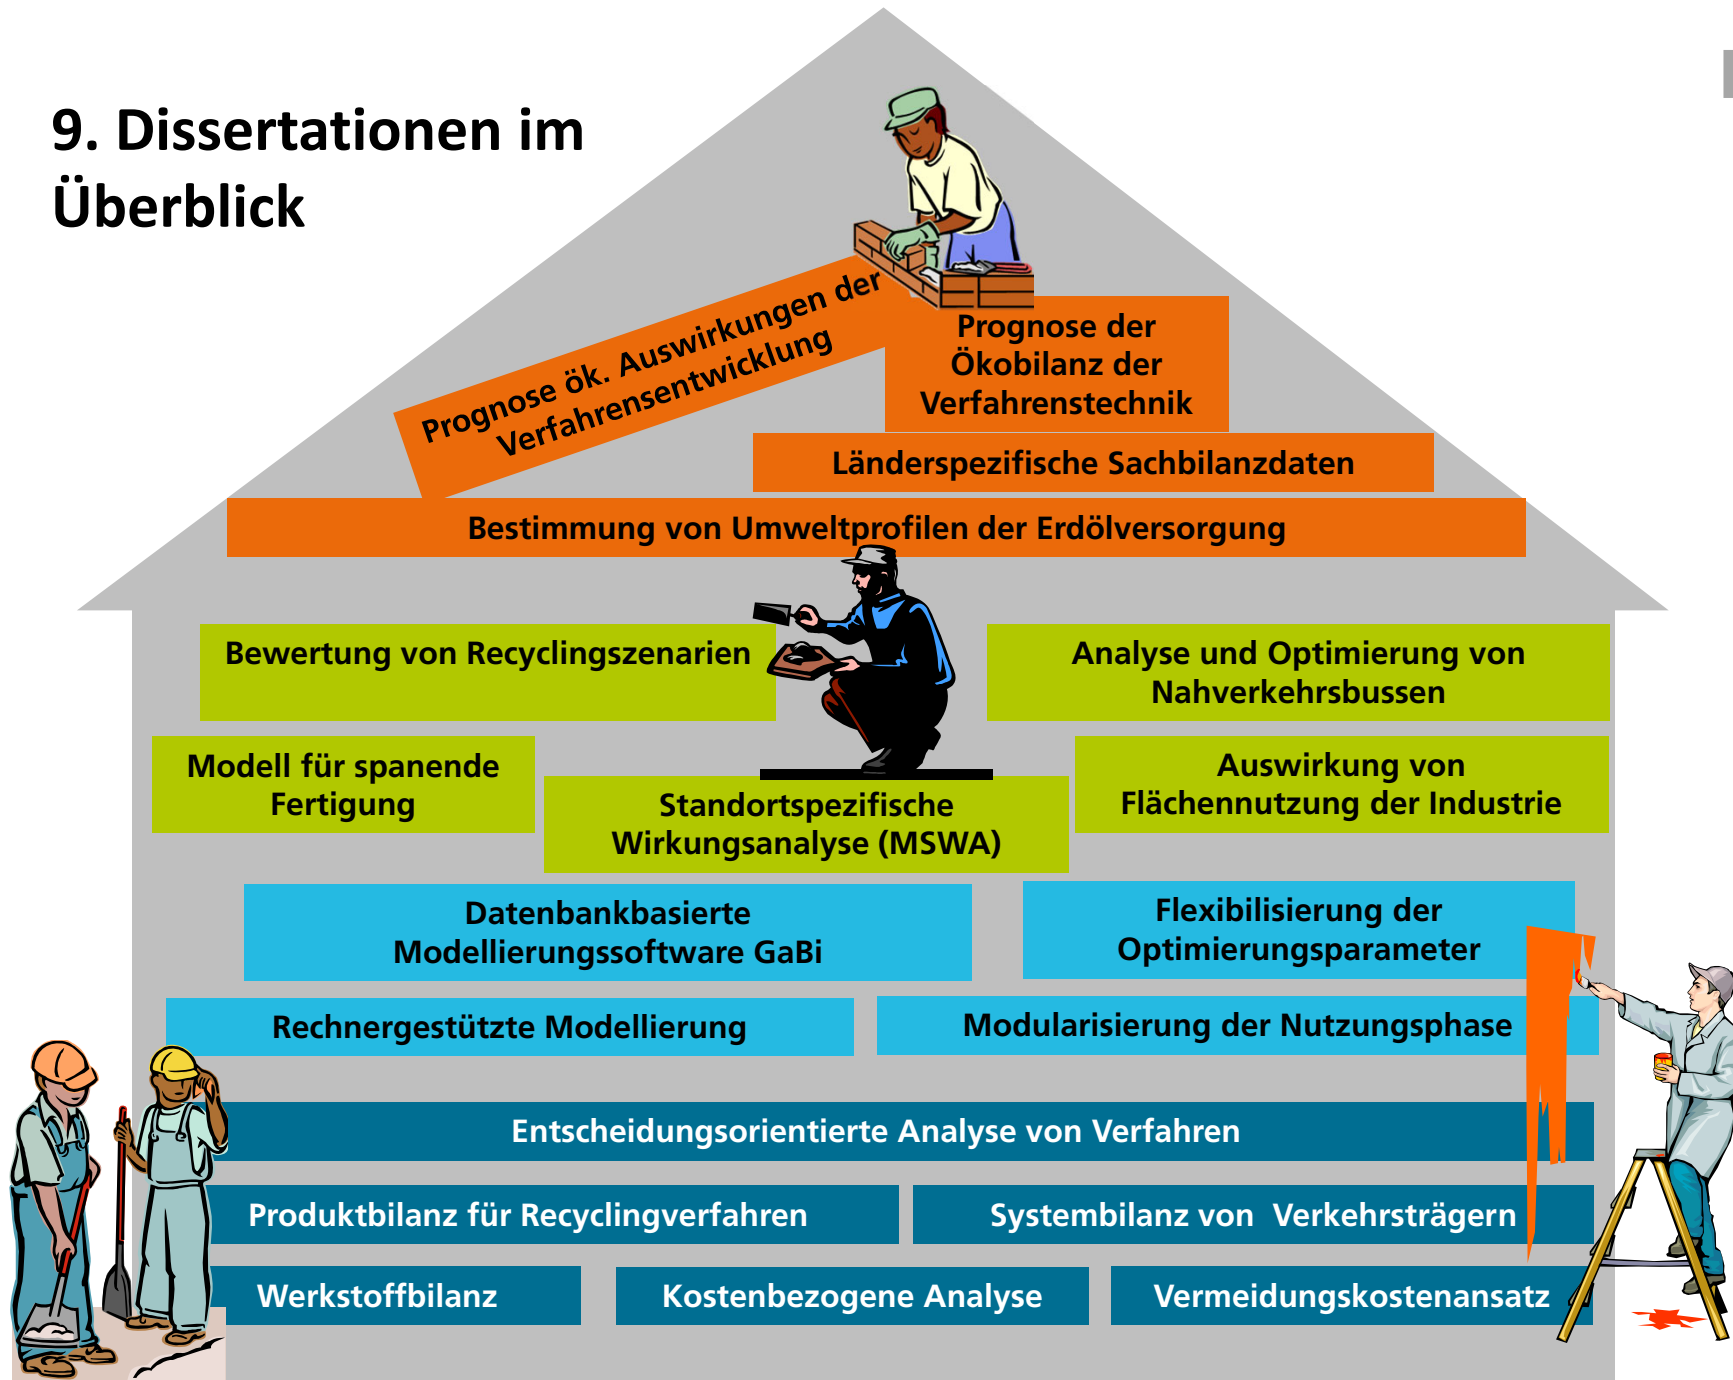 9. Dissertationen im
Überblick
Prognose ök. Auswirkungen der
Verfahrensentwicklung
Prognose der
Ökobilanz der
Verfahrenstechnik
Länderspezifische Sachbilanzdaten
Bestimmung von Umweltprofilen der Erdölversorgung
Bewertung von Recyclingszenarien
Analyse und Optimierung von
Nahverkehrsbussen
Modell für spanende
Fertigung
Standortspezifische
Wirkungsanalyse (MSWA)
Auswirkung von
Flächennutzung der Industrie
Datenbankbasierte
Modellierungssoftware GaBi
Flexibilisierung der
Optimierungsparameter
Rechnergestützte Modellierung
Modularisierung der Nutzungsphase
Entscheidungsorientierte Analyse von Verfahren
Produktbilanz für Recyclingverfahren
Systembilanz von  Verkehrsträgern
Werkstoffbilanz
Kostenbezogene Analyse
Vermeidungskostenansatz